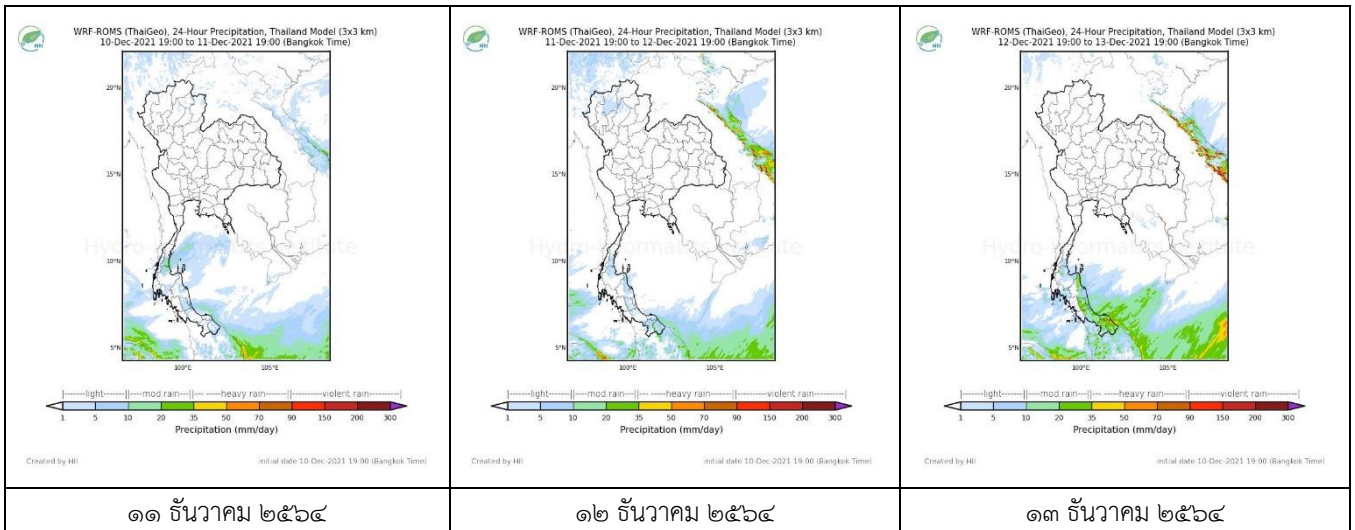 HII
WRF-ROMS (ThaiGeo), 24-Hour Precipitation, Thailand Model (3x3 km)
10-Dec-2021 19:00 to 11-Dec-2021 19:00 (Bangkok Time)
20°N
15°N
10°N
5°N
100°E 105°E
Hydro-Informatics Institute
|-------light-------||----mod.rain----||--- ----heavy rain-------||-------violent rain-------|
1 5 10 20 35 50 70 90 150 200 300
Precipitation (mm/day)
Created by HII
initial date 10-Dec-2021 19:00 (Bangkok Time)
๑๑ ธันวาคม ๒๕๖๔
HII
WRF-ROMS (ThaiGeo), 24-Hour Precipitation, Thailand Model (3x3 km)
11-Dec-2021 19:00 to 12-Dec-2021 19:00 (Bangkok Time)
20°N
15°N
10°N
5°N
100°E 105°E
Hydro-Informatics Institute
|-------light-------||----mod.rain----||--- ----heavy rain-------||-------violent rain-------|
1 5 10 20 35 50 70 90 150 200 300
Precipitation (mm/day)
Created by HII
initial date 10-Dec-2021 19:00 (Bangkok Time)
๑๒ ธันวาคม ๒๕๖๔
HII
WRF-ROMS (ThaiGeo), 24-Hour Precipitation, Thailand Model (3x3 km)
12-Dec-2021 19:00 to 13-Dec-2021 19:00 (Bangkok Time)
20°N
15°N
10°N
5°N
100°E 105°E
Hydro-Informatics Institute
|-------light-------||----mod.rain----||--- ----heavy rain-------||-------violent rain-------|
1 5 10 20 35 50 70 90 150 200 300
Precipitation (mm/day)
Created by HII
initial date 10-Dec-2021 19:00 (Bangkok Time)
๑๓ ธันวาคม ๒๕๖๔